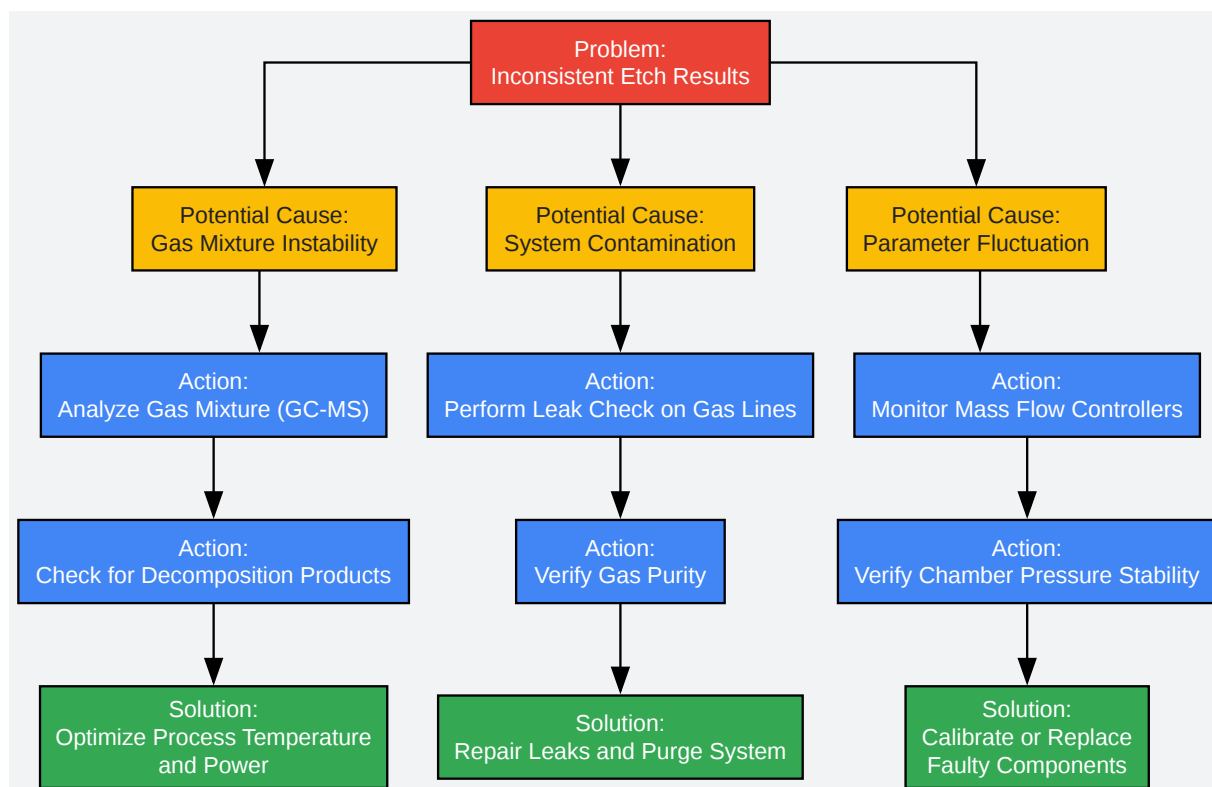 Problem:
Inconsistent Etch Results
Potential Cause:
Gas Mixture Instability
Potential Cause:
System Contamination
Potential Cause:
Parameter Fluctuation
Action:
Analyze Gas Mixture (GC-MS)
Action:
Perform Leak Check on Gas Lines
Action:
Monitor Mass Flow Controllers
Action:
Check for Decomposition Products
Action:
Verify Gas Purity
Action:
Verify Chamber Pressure Stability
Solution:
Optimize Process Temperature
and Power
Solution:
Repair Leaks and Purge System
Solution:
Calibrate or Replace
Faulty Components